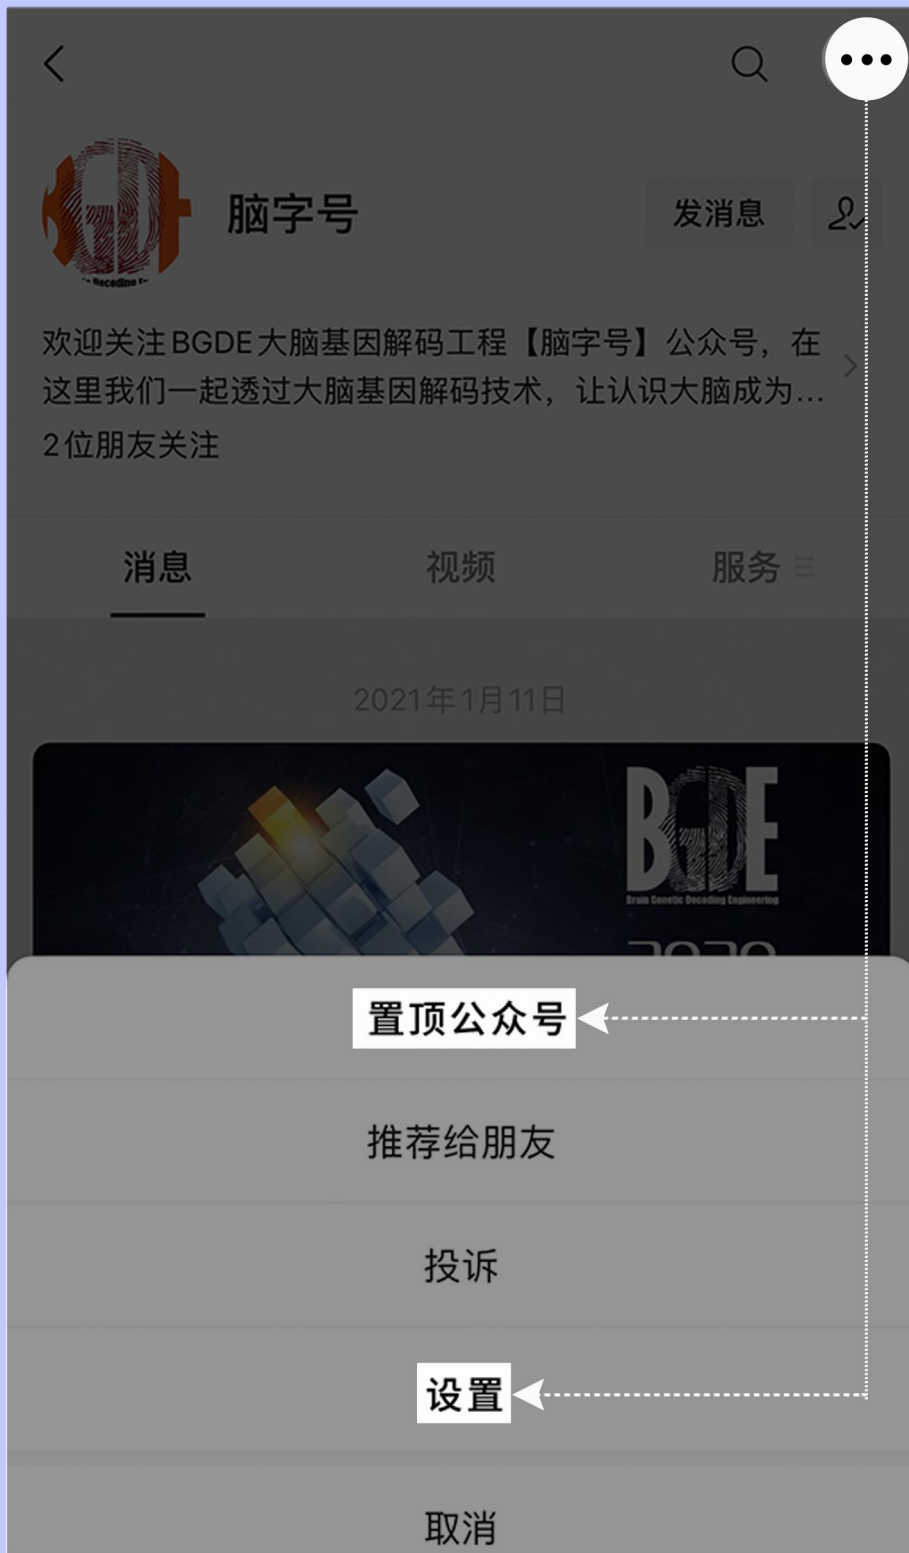 脑字号
发消息
欢迎关注BGDE大脑基因解码工程【脑字号】公众号，在
这里我们一起透过大脑基因解码技术，让认识大脑成为...
2位朋友关注
消息 视频 服务
2021年1月11日
BGDE
Brain Genetic Decoding Engineering
置顶公众号
推荐给朋友
投诉
设置
取消